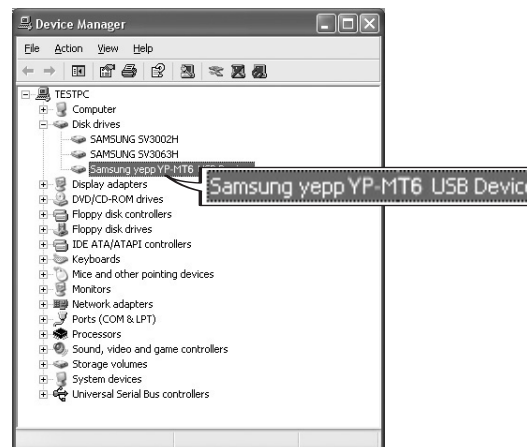 Device Manager
File Action View Help
TESTPC
Computer
Disk drives
SAMSUNG SV3002H
SAMSUNG SV3063H
Samsung yepp YP-MT6
Samsung yepp YP-MT6 USB Device
Display adapters
DVD/CD-ROM drives
Floppy disk controllers
Floppy disk drives
IDE ATA/ATAPI controllers
Keyboards
Mice and other pointing devices
Monitors
Network adapters
Ports (COM & LPT)
Processors
Sound, video and game controllers
Storage volumes
System devices
Universal Serial Bus controllers